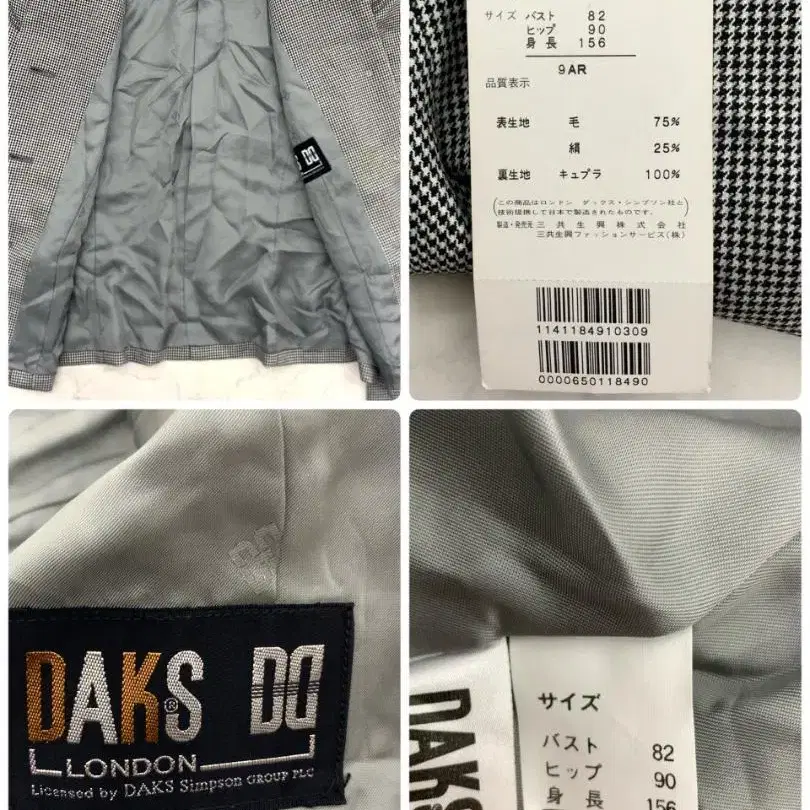 S DD
サイズ バスト 82
ヒップ 90
身長 156
9AR
品質表示
表生地 毛 75%
絹 25%
裏生地 キュプラ 100%
(この商品はロンドン ダックス・シンプソン社と
技術提携して日本で製造されたものです。)
製造・発売元 三共生興株式会社
三共生興ファッションサービス(株)
1141184910309
0000650118490
DAKS® DD
LONDON
Licensed by DAKS Simpson GROUP PLC
DAKS
サイズ
バスト 82
ヒップ 90
身長 156